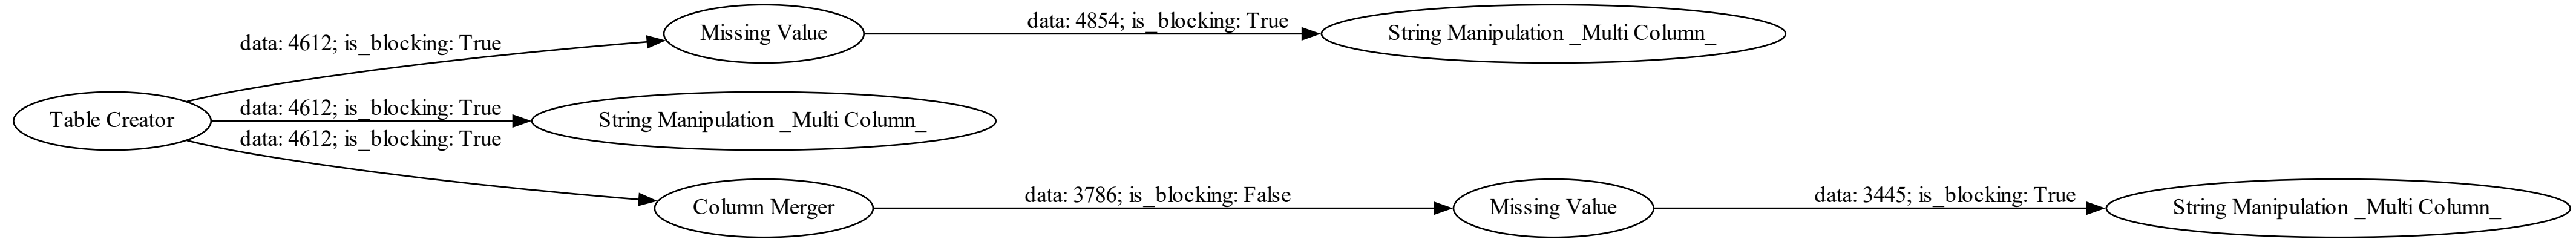 Missing Value
data: 4854; is_blocking: True
String Manipulation _Multi Column_
data: 4612; is_blocking: True
Table Creator
data: 4612; is_blocking: True
String Manipulation _Multi Column_
data: 4612; is_blocking: True
Column Merger
data: 3786; is_blocking: False
Missing Value
data: 3445; is_blocking: True
String Manipulation _Multi Column_